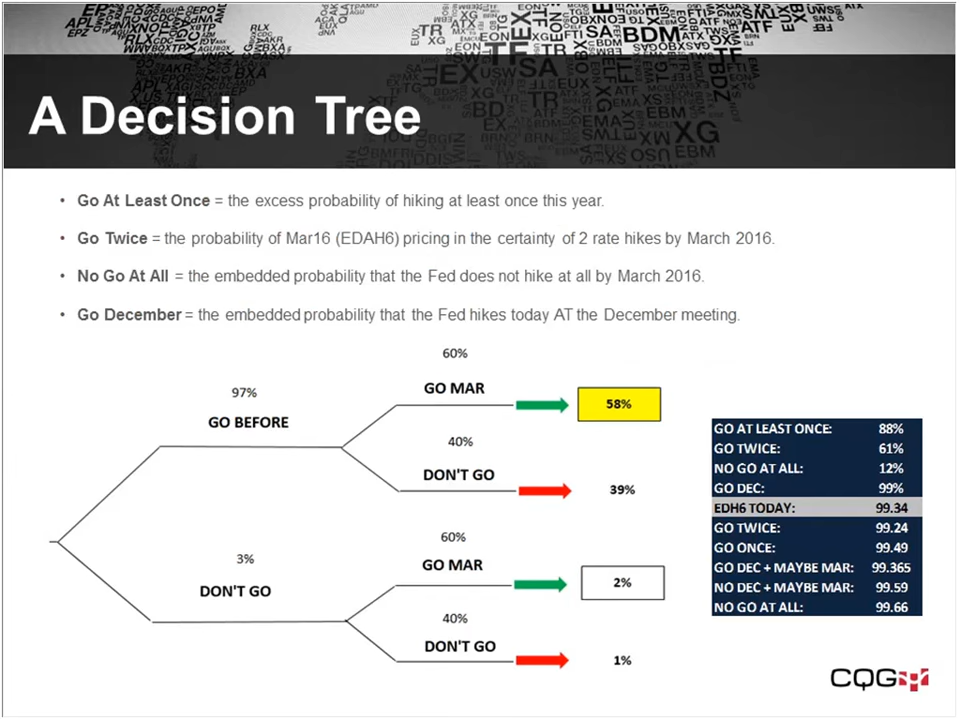 A Decision Tree
• Go At Least Once = the excess probability of hiking at least once this year.
• Go Twice = the probability of Mar16 (EDAH6) pricing in the certainty of 2 rate hikes by March 2016.
• No Go At All = the embedded probability that the Fed does not hike at all by March 2016.
• Go December = the embedded probability that the Fed hikes today AT the December meeting.
60%
97%
GO MAR
58%
GO BEFORE
40%
DON'T GO
39%
60%
3%
GO MAR
2%
DON'T GO
40%
DON'T GO
1%
GO AT LEAST ONCE: 88%
GO TWICE: 61%
NO GO AT ALL: 12%
GO DEC: 99%
EDH6 TODAY: 99.34
GO TWICE: 99.24
GO ONCE: 99.49
GO DEC + MAYBE MAR: 99.365
NO DEC + MAYBE MAR: 99.59
NO GO AT ALL: 99.66
CQG